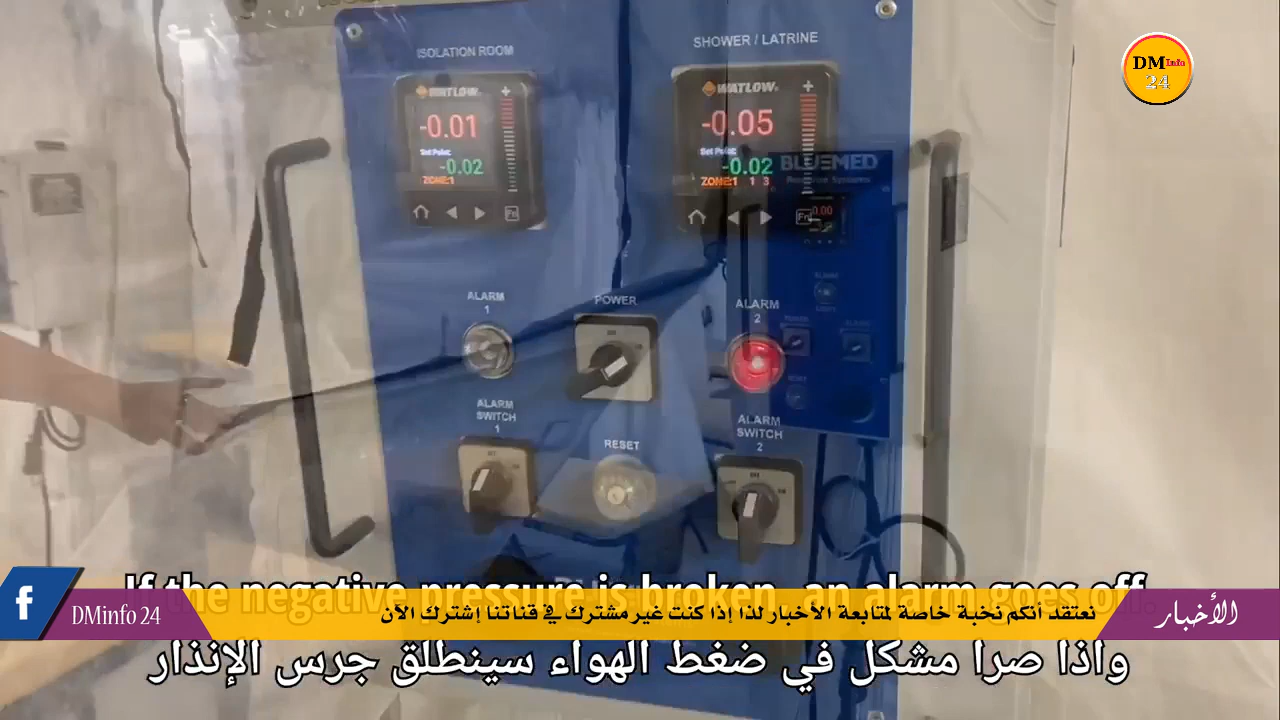 ISOLATION ROOM
SHOWER / LATRINE
DM Info
24
WATLOW
-0.01
Set Point:
-0.02
ZONE:1
Fn
WATLOW
-0.05
Set Point:
-0.02
ZONE:1 1 3
Fn
BLUEMED
0.00
ALARM
1
POWER
ALARM
2
ALARM
SWITCH
1
RESET
ALARM
SWITCH
2
If the negative pressure is broken, an alarm goes off.
f
DMinfo 24
نعتقد أنكم نخبة خاصة لمتابعة الأخبار لذا إذا كنت غير مشترك في قناتنا إشترك الآن
الأخبار
واذا صرا مشكل في ضغط الهواء سينطلق جرس الإنذار